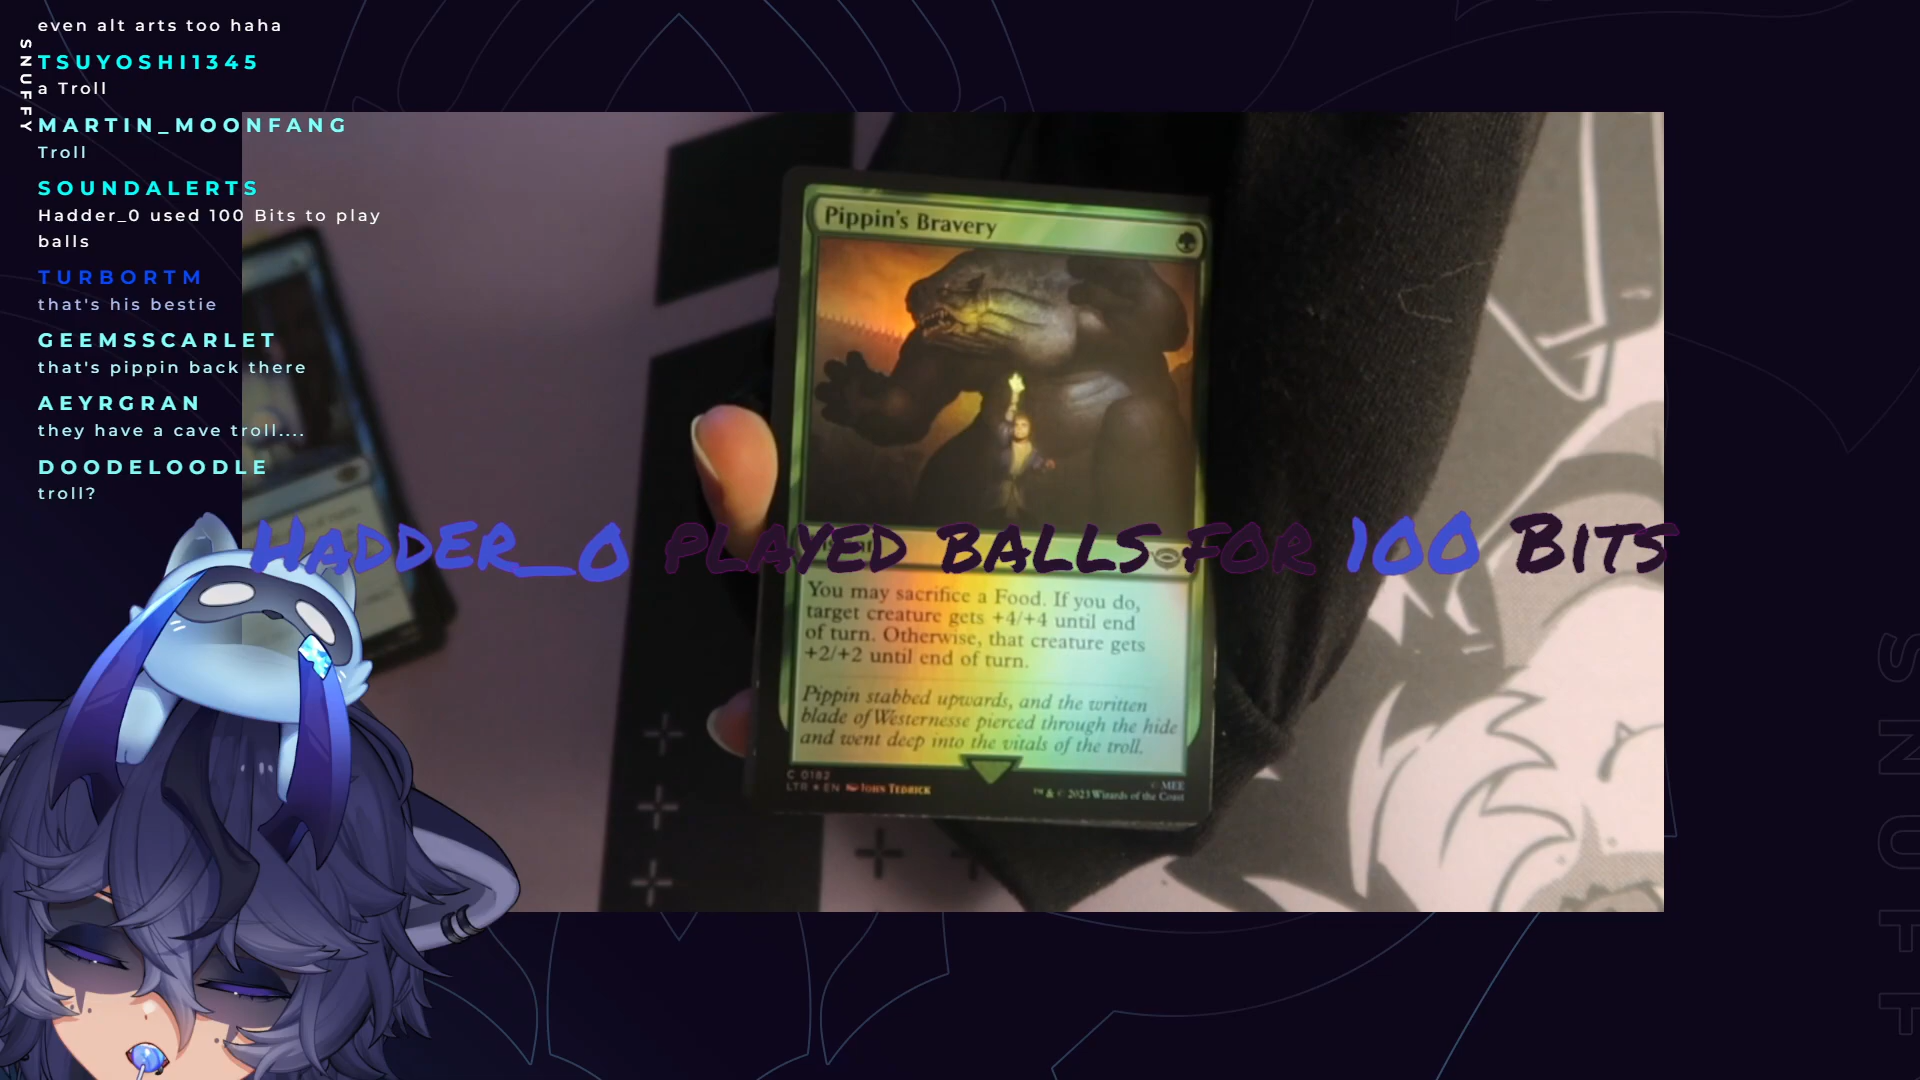 even alt arts too haha
SNUFFY
TSUYOSHI1345
a Troll
MARTIN_MOONFANG
Troll
SOUNDALERTS
Hadder_0 used 100 Bits to play
balls
TURBORTM
that's his bestie
GEEMSSCARLET
that's pippin back there
AEYRGRAN
they have a cave troll....
DOODELOODLE
troll?
Pippin's Bravery
HADDER_0 PLAYED BALLS FOR 100 BITS
You may sacrifice a Food. If you do,
target creature gets +4/+4 until end
of turn. Otherwise, that creature gets
+2/+2 until end of turn.
Pippin stabbed upwards, and the written
blade of Westernesse pierced through the hide
and went deep into the vitals of the troll.
C 0182
LTR ★ EN John Tedrick
© MEE
™ & © 2023 Wizards of the Coast
SNUFF